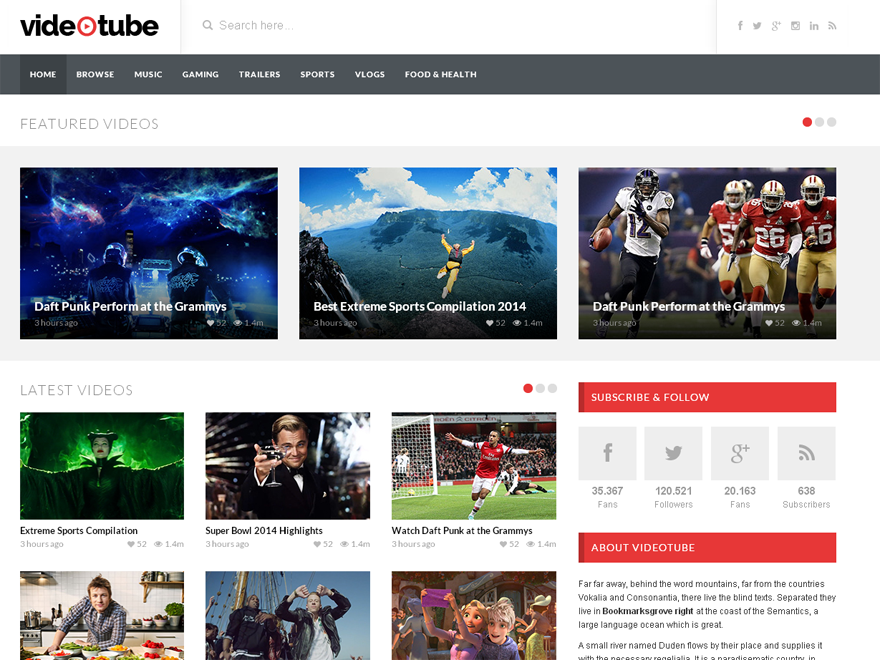 videotube
Search here...
HOME BROWSE MUSIC GAMING TRAILERS SPORTS VLOGS FOOD & HEALTH
FEATURED VIDEOS
Daft Punk Perform at the Grammys
3 hours ago 52 1.4m
Best Extreme Sports Compilation 2014
3 hours ago 52 1.4m
Daft Punk Perform at the Grammys
3 hours ago 52 1.4m
12
26
46
LATEST VIDEOS
Extreme Sports Compilation
3 hours ago 52 1.4m
Super Bowl 2014 Highlights
3 hours ago 52 1.4m
Watch Daft Punk at the Grammys
3 hours ago 52 1.4m
SUBSCRIBE & FOLLOW
35.367
Fans
120.521
Followers
20.163
Fans
638
Subscribers
ABOUT VIDEOTUBE
Far far away, behind the word mountains, far from the countries
Vokalia and Consonantia, there live the blind texts. Separated they
live in Bookmarksgrove right at the coast of the Semantics, a
large language ocean which is great.
A small river named Duden flows by their place and supplies it
with the necessary regelialia. It is a paradisematic country, in